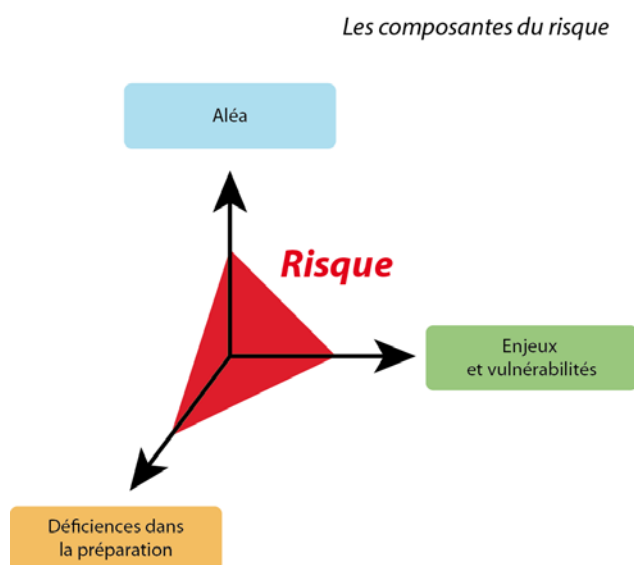 Les composantes du risque
Aléa
Risque
Enjeux
et vulnérabilités
Déficiences dans
la préparation